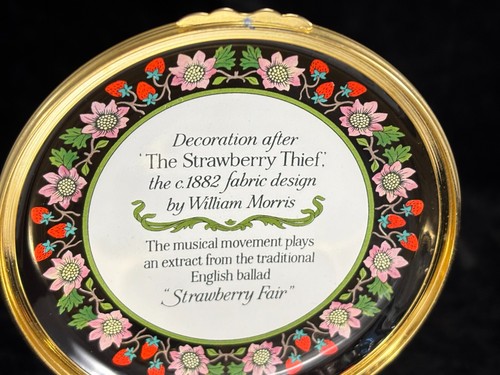 Decoration after
'The Strawberry Thief,'
the c.1882 fabric design
by William Morris
The musical movement plays
an extract from the traditional
English ballad
"Strawberry Fair"